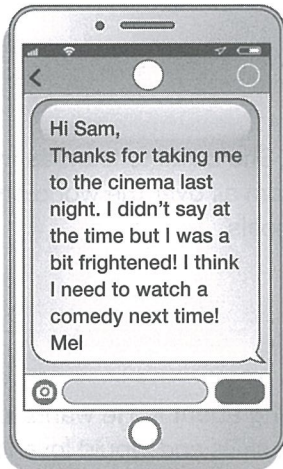 Hi Sam,
Thanks for taking me
to the cinema last
night. I didn't say at
the time but I was a
bit frightened! I think
I need to watch a
comedy next time!
Mel